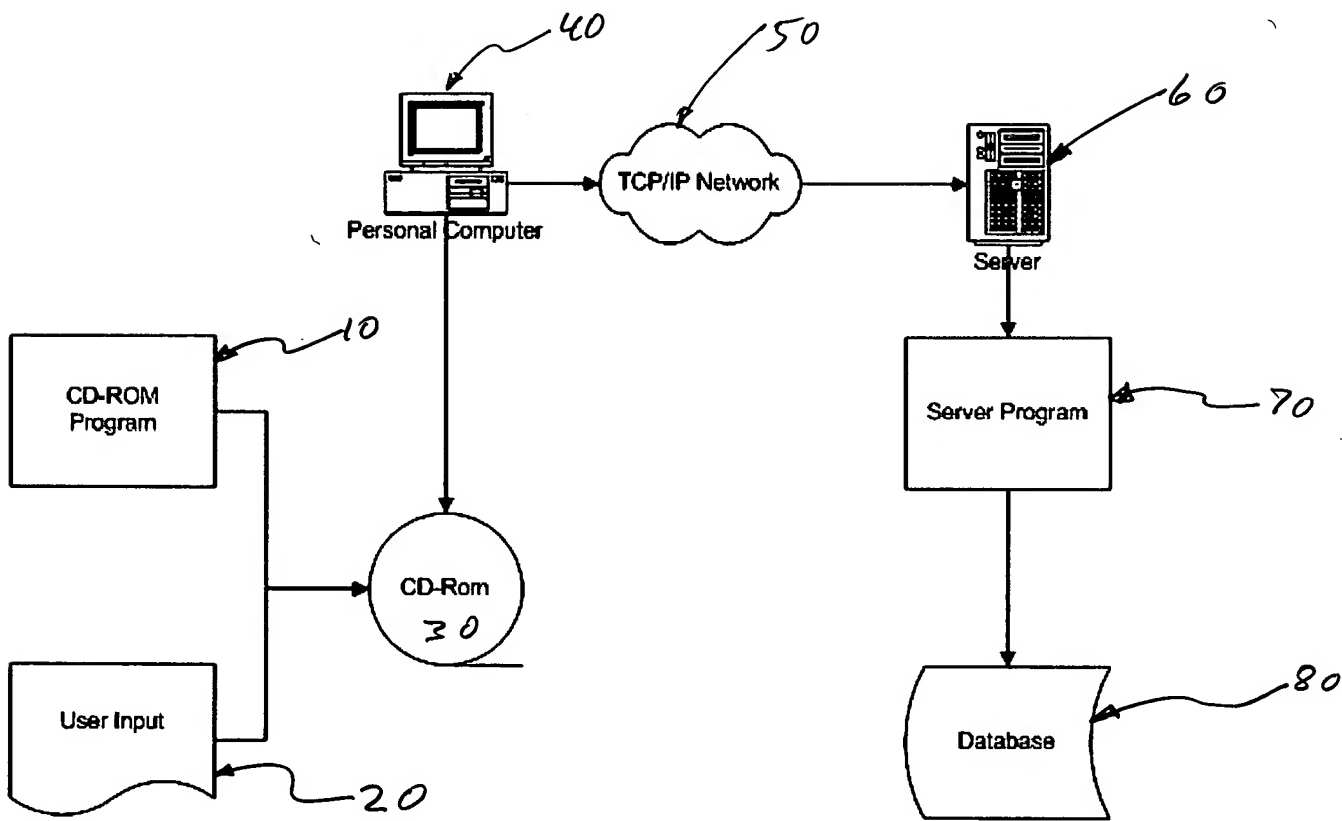 40
50
60
TCP/IP Network
Personal Computer
Server
10
CD-ROM
Program
Server Program
70
CD-Rom
30
User Input
20
Database
80